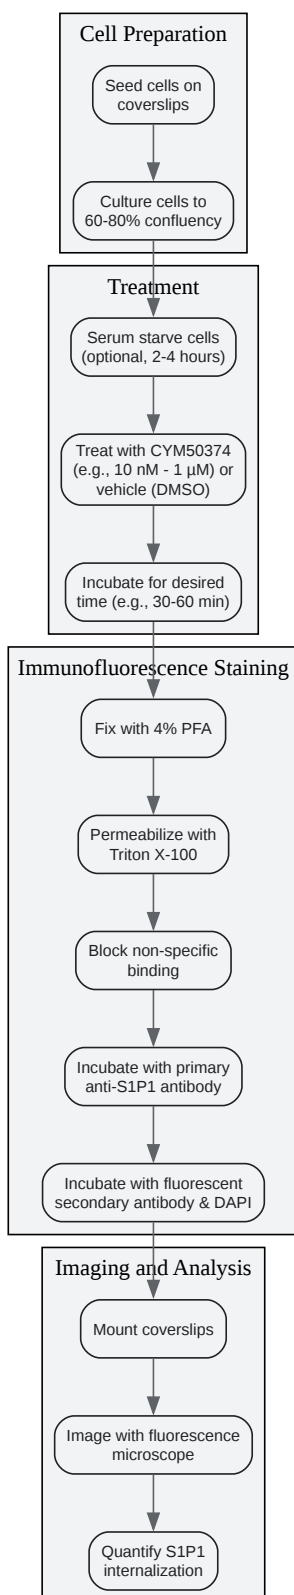 Cell Preparation
Seed cells on
coverslips
Culture cells to
60-80% confluency
Treatment
Serum starve cells
(optional, 2-4 hours)
Treat with CYM50374
(e.g., 10 nM - 1 µM) or
vehicle (DMSO)
Incubate for desired
time (e.g., 30-60 min)
Immunofluorescence Staining
Fix with 4% PFA
Permeabilize with
Triton X-100
Block non-specific
binding
Incubate with primary
anti-S1P1 antibody
Incubate with fluorescent
secondary antibody & DAPI
Imaging and Analysis
Mount coverslips
Image with fluorescence
microscope
Quantify S1P1
internalization